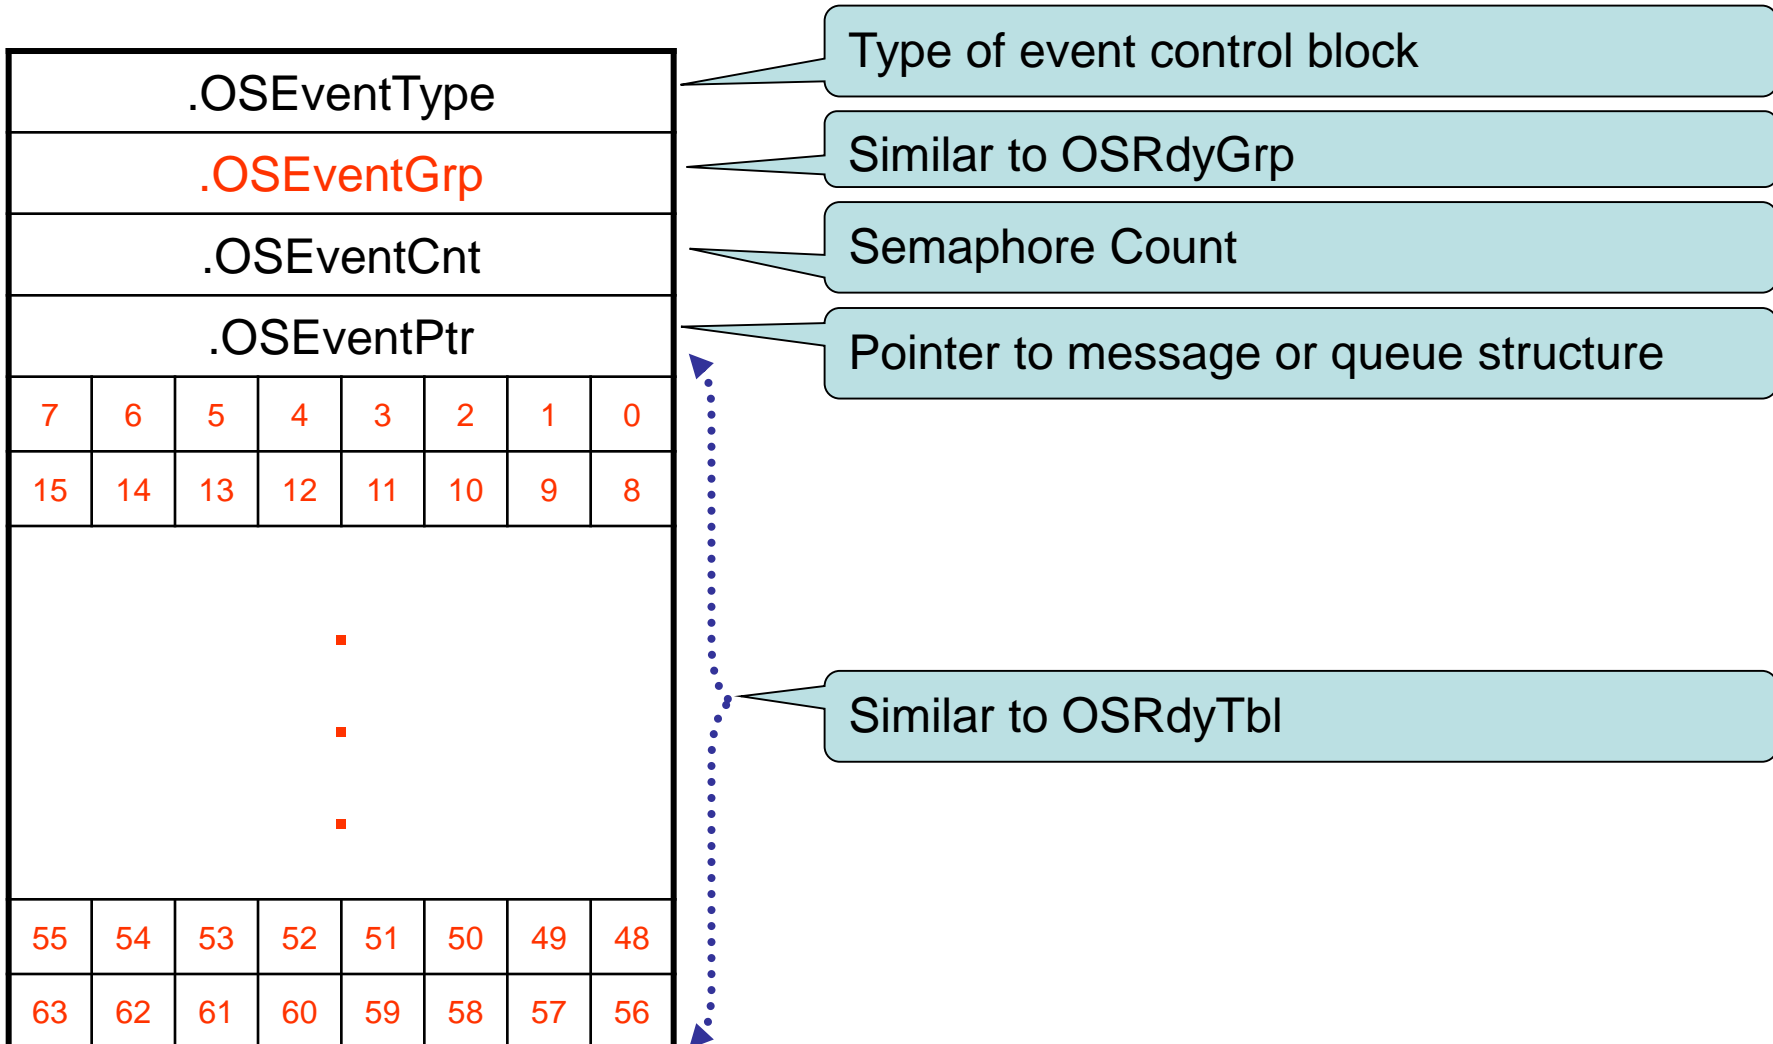 .OSEventType
Type of event control block
.OSEventGrp
Similar to OSRdyGrp
.OSEventCnt
Semaphore Count
.OSEventPtr
Pointer to message or queue structure
7 6 5 4 3 2 1 0
15 14 13 12 11 10 9 8
Similar to OSRdyTbl
55 54 53 52 51 50 49 48
63 62 61 60 59 58 57 56